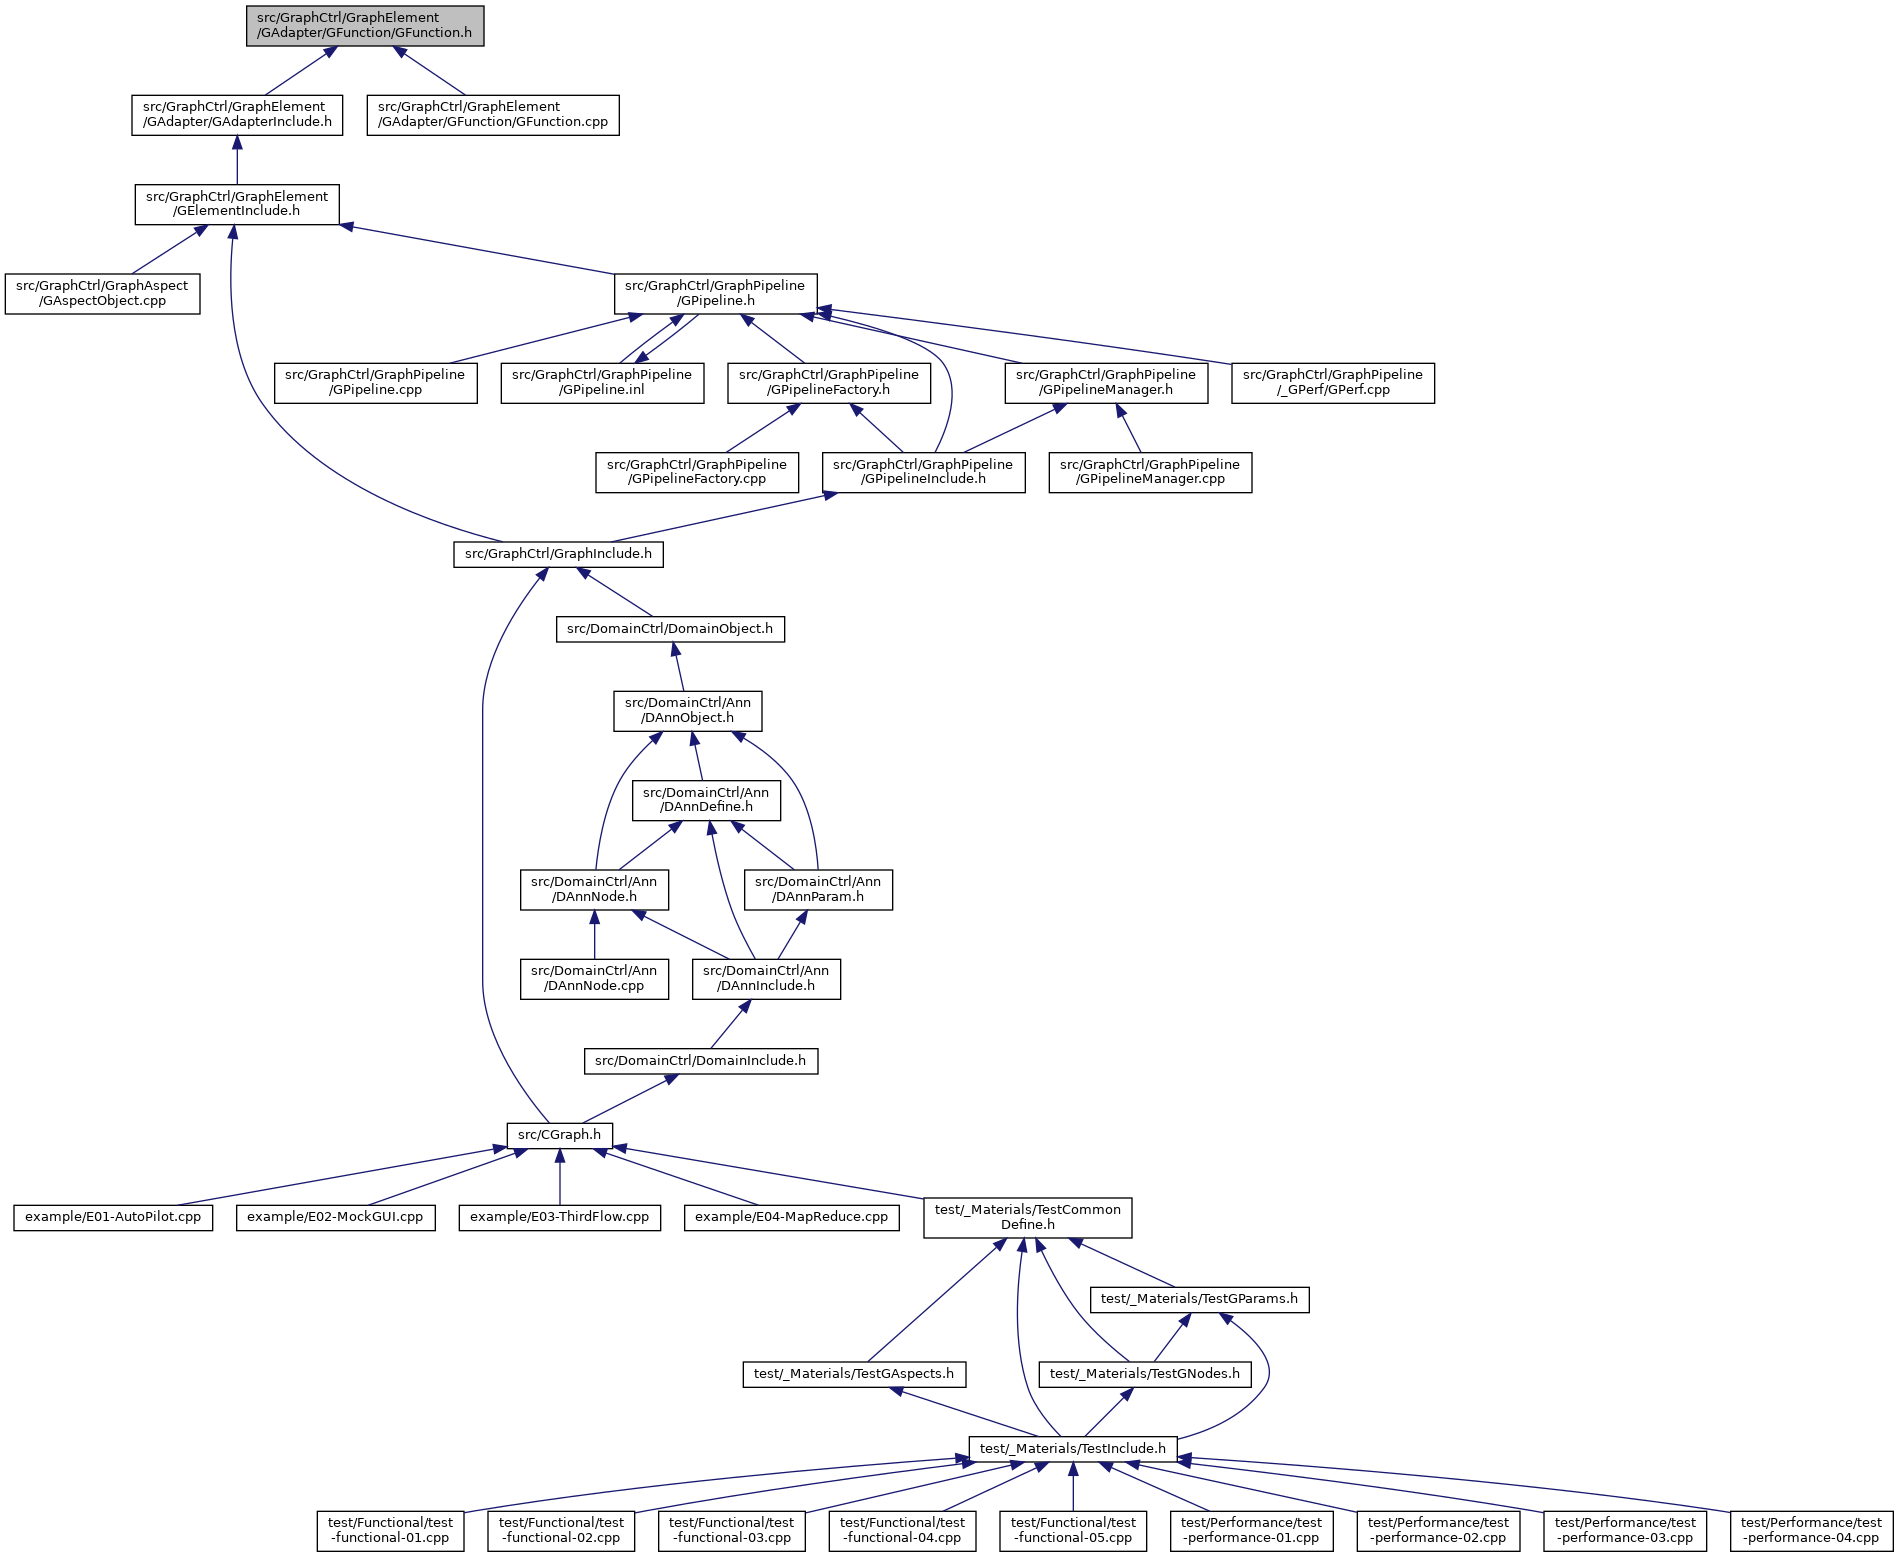 src/GraphCtrl/GraphElement
/GAdapter/GFunction/GFunction.h
src/GraphCtrl/GraphElement
/GAdapter/GAdapterInclude.h
src/GraphCtrl/GraphElement
/GAdapter/GFunction/GFunction.cpp
src/GraphCtrl/GraphElement
/GElementInclude.h
src/GraphCtrl/GraphAspect
/GAspectObject.cpp
src/GraphCtrl/GraphPipeline
/GPipeline.h
src/GraphCtrl/GraphPipeline
/GPipeline.cpp
src/GraphCtrl/GraphPipeline
/GPipeline.inl
src/GraphCtrl/GraphPipeline
/GPipelineFactory.h
src/GraphCtrl/GraphPipeline
/GPipelineManager.h
src/GraphCtrl/GraphPipeline
/_GPerf/GPerf.cpp
src/GraphCtrl/GraphPipeline
/GPipelineFactory.cpp
src/GraphCtrl/GraphPipeline
/GPipelineInclude.h
src/GraphCtrl/GraphPipeline
/GPipelineManager.cpp
src/GraphCtrl/GraphInclude.h
src/DomainCtrl/DomainObject.h
src/DomainCtrl/Ann
/DAnnObject.h
src/DomainCtrl/Ann
/DAnnDefine.h
src/DomainCtrl/Ann
/DAnnNode.h
src/DomainCtrl/Ann
/DAnnParam.h
src/DomainCtrl/Ann
/DAnnNode.cpp
src/DomainCtrl/Ann
/DAnnInclude.h
src/DomainCtrl/DomainInclude.h
src/CGraph.h
example/E01-AutoPilot.cpp
example/E02-MockGUI.cpp
example/E03-ThirdFlow.cpp
example/E04-MapReduce.cpp
test/_Materials/TestCommon
Define.h
test/_Materials/TestGParams.h
test/_Materials/TestGAspects.h
test/_Materials/TestGNodes.h
test/_Materials/TestInclude.h
test/Functional/test
-functional-01.cpp
test/Functional/test
-functional-02.cpp
test/Functional/test
-functional-03.cpp
test/Functional/test
-functional-04.cpp
test/Functional/test
-functional-05.cpp
test/Performance/test
-performance-01.cpp
test/Performance/test
-performance-02.cpp
test/Performance/test
-performance-03.cpp
test/Performance/test
-performance-04.cpp